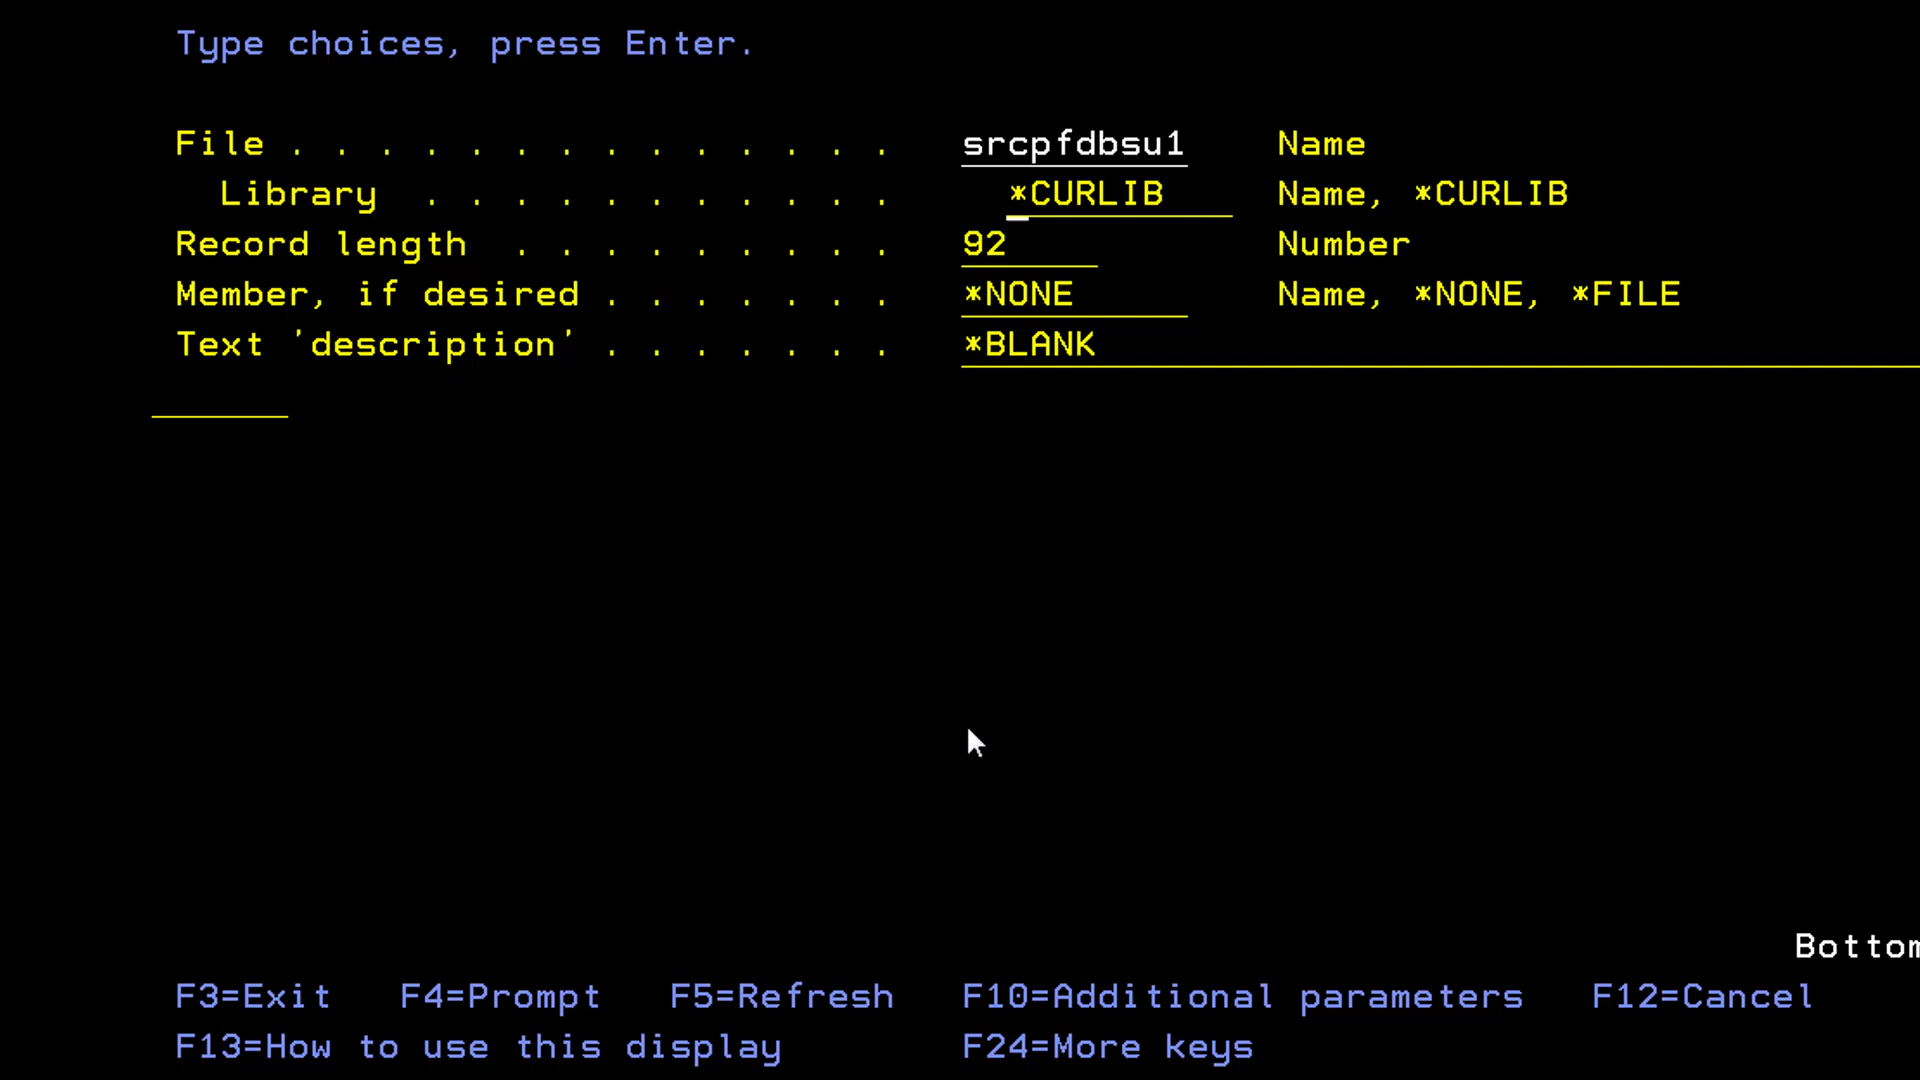 Type choices, press Enter.
File . . . . . . . . . . . . . . srcpfdbsu1 Name
Library . . . . . . . . . . . *CURLIB Name, *CURLIB
Record length . . . . . . . . . 92 Number
Member, if desired . . . . . . . *NONE Name, *NONE, *FILE
Text 'description' . . . . . . . *BLANK
Bottom
F3=Exit F4=Prompt F5=Refresh F10=Additional parameters F12=Cancel
F13=How to use this display F24=More keys